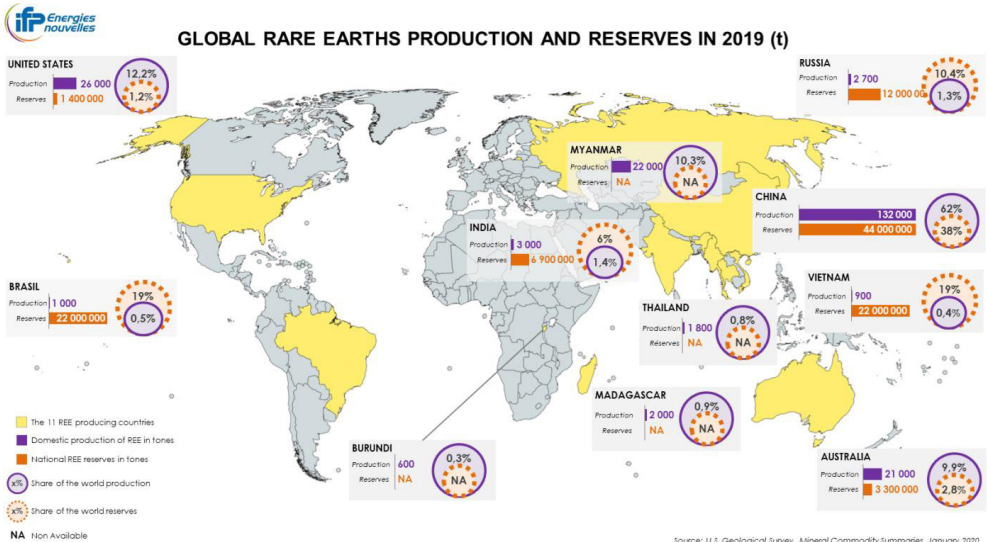 ifp Energies
nouvelles
GLOBAL RARE EARTHS PRODUCTION AND RESERVES IN 2019 (t)
UNITED STATES
Production 26 000
Reserves 1 400 000
12,2%
1,2%
RUSSIA
Production 2 700
Reserves 12 000 00
10,4%
1,3%
MYANMAR
Production 22 000
Reserves NA
10,3%
NA
CHINA
Production 132 000
Reserves 44 000 000
62%
38%
INDIA
Production 3 000
Reserves 6 900 000
6%
1,4%
BRASIL
Production 1 000
Reserves 22 000 000
19%
0,5%
VIETNAM
Production 900
Reserves 22 000 000
19%
0,4%
THAILAND
Production 1 800
Réserves NA
0,8%
NA
MADAGASCAR
Production 2 000
Reserves NA
0,9%
NA
BURUNDI
Production 600
Reserves NA
0,3%
NA
AUSTRALIA
Production 21 000
Reserves 3 300 000
9,9%
2,8%
The 11 REE producing countries
Domestic production of REE in tones
National REE reserves in tones
x% Share of the world production
x% Share of the world reserves
NA Non Available
Source: U.S. Geological Survey, Mineral Commodity Summaries, January 2020